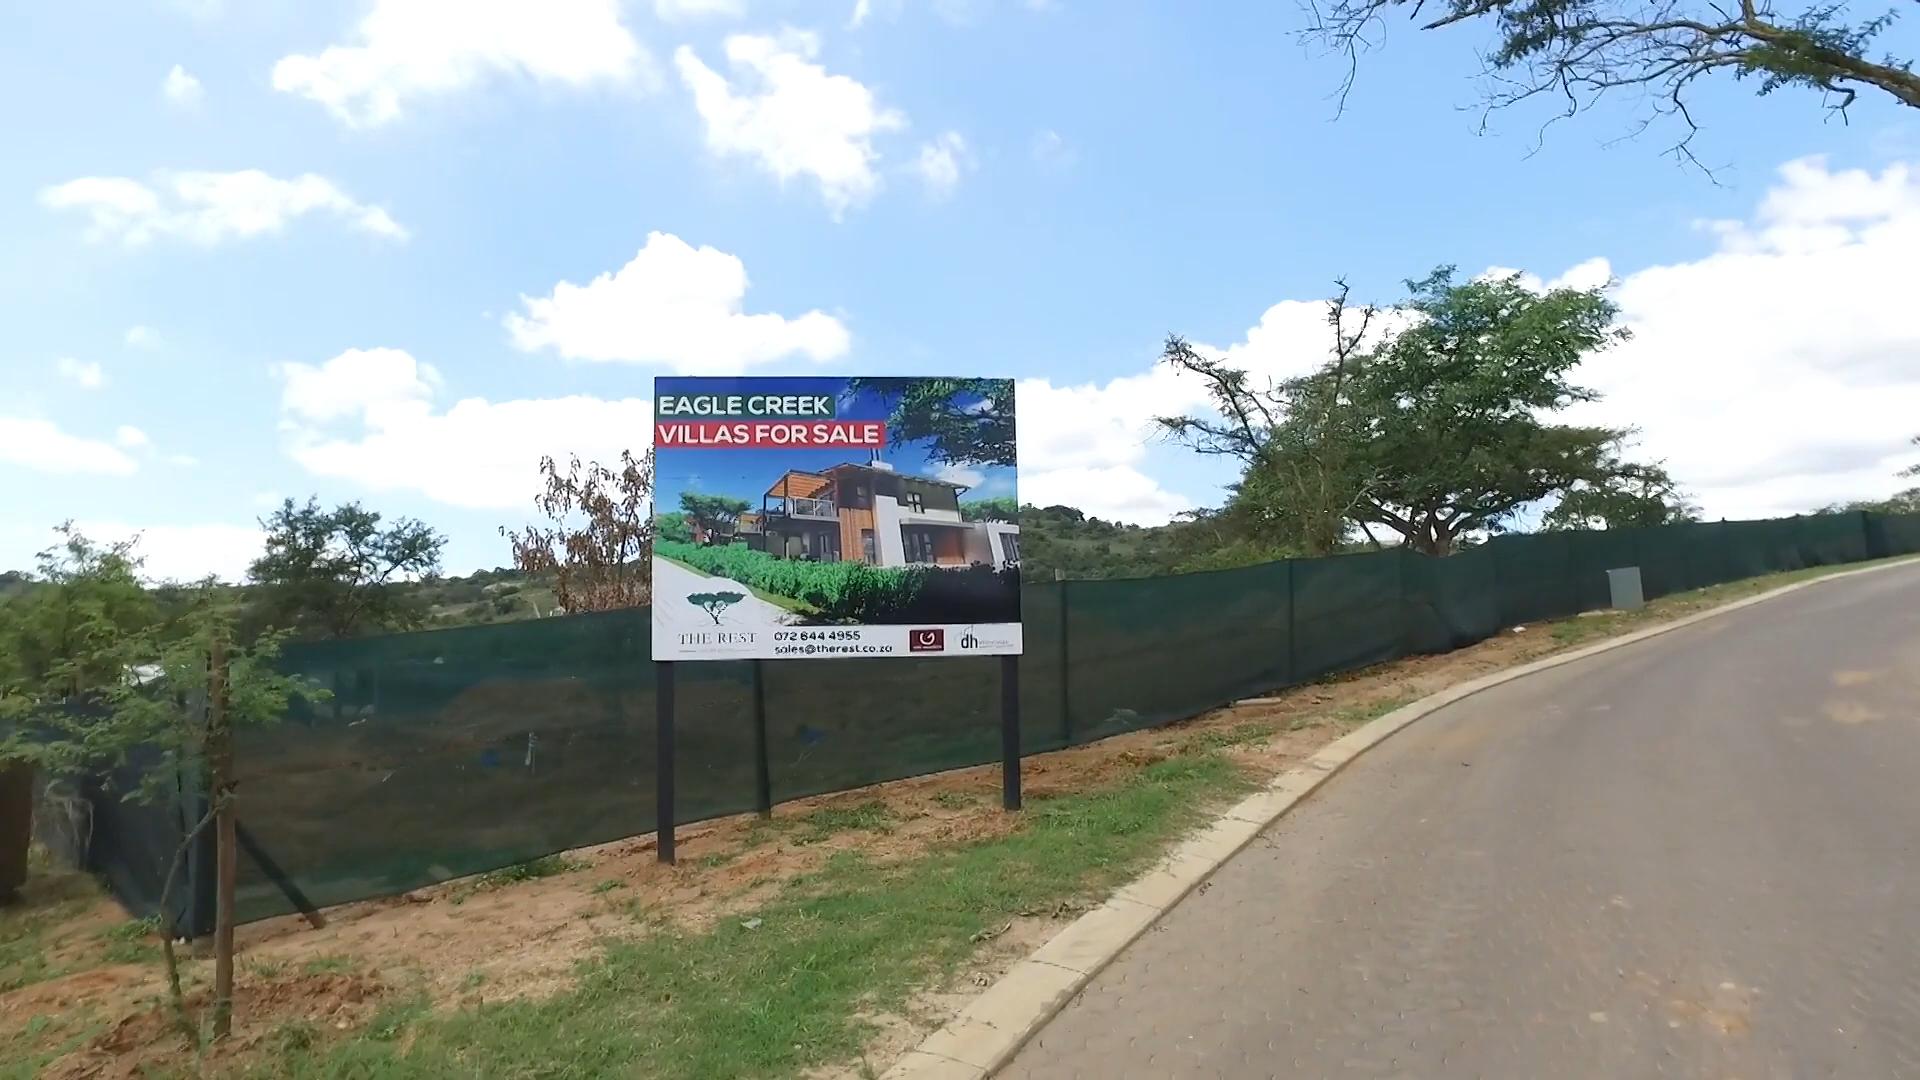 EAGLE CREEK
VILLAS FOR SALE
THE REST
072 644 4955
sales@therest.co.za
dh